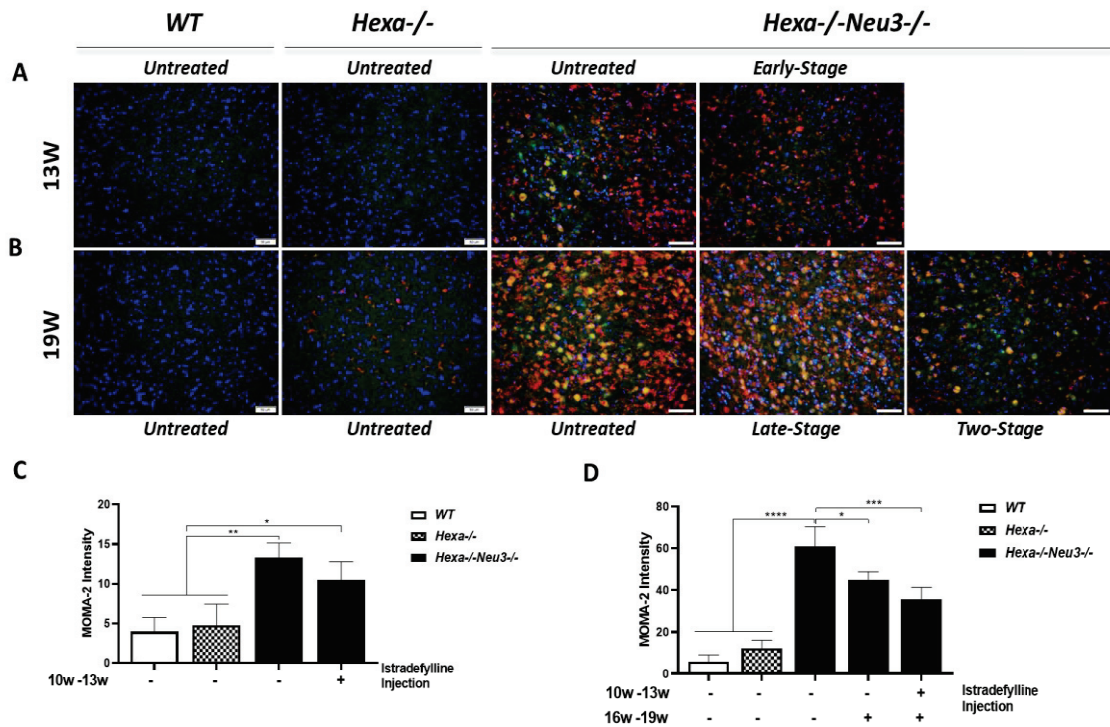 WT Hexa-/- Hexa-/-Neu3-/-
A Untreated Untreated Untreated Early-Stage
13W
B
19W
Untreated Untreated Untreated Late-Stage Two-Stage
C
MOMA-2 Intensity
20
15
10
5
0
** *
WT
Hexa-/-
Hexa-/-Neu3-/-
10w -13w - - - + Istradefylline
Injection
D
MOMA-2 Intensity
80
60
40
20
0
**** * ***
WT
Hexa-/-
Hexa-/-Neu3-/-
10w -13w - - - - + Istradefylline
Injection
16w -19w - - - + +